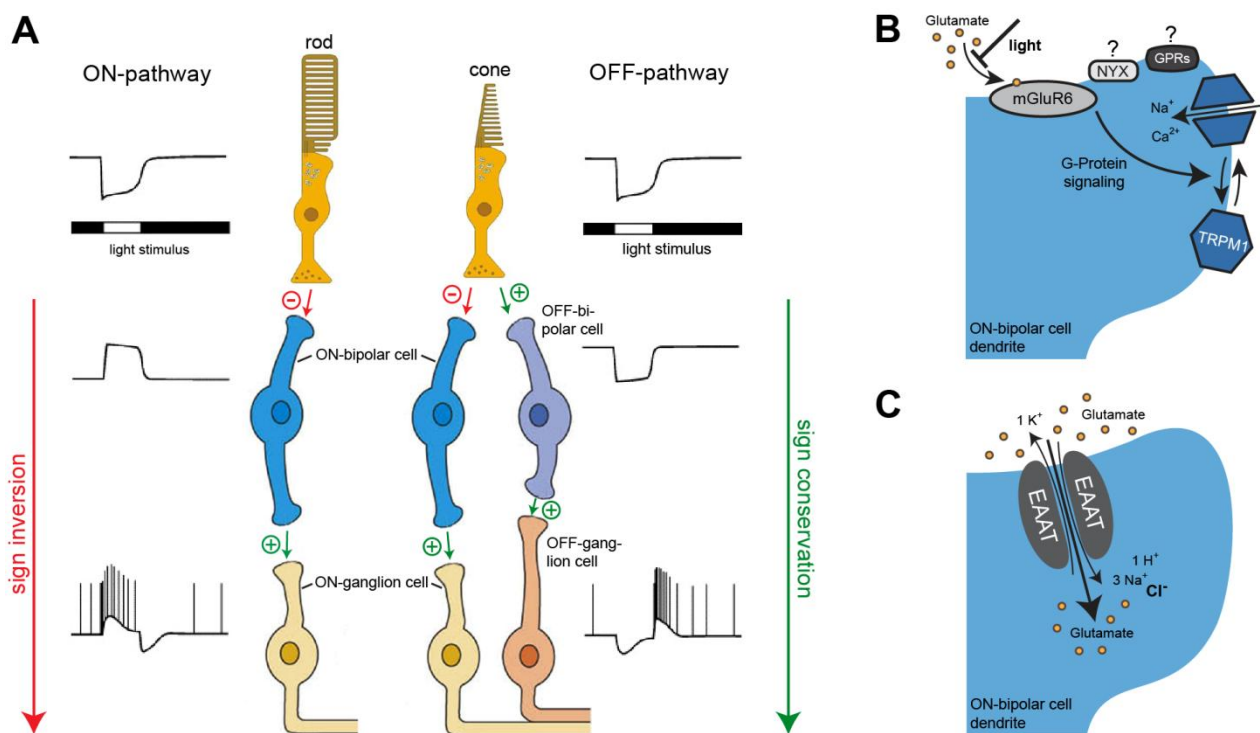 A
ON-pathway
rod
cone
OFF-pathway
light stimulus
light stimulus
−
−
+
OFF-bi-
polar cell
ON-bipolar cell
sign inversion
sign conservation
+
+
+
OFF-gang-
lion cell
ON-ganglion cell
B
Glutamate
light
?
?
NYX
GPRs
mGluR6
Na⁺
Ca²⁺
G-Protein
signaling
TRPM1
ON-bipolar cell
dendrite
C
1 K⁺
Glutamate
EAAT
EAAT
1 H⁺
3 Na⁺
Cl⁻
Glutamate
ON-bipolar cell
dendrite